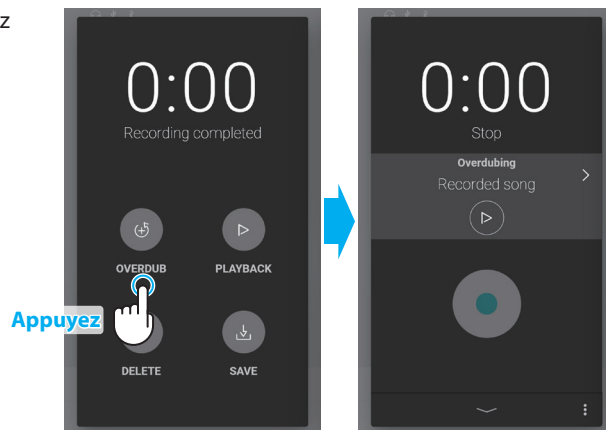 z
0:00
Recording completed
OVERDUB
PLAYBACK
Appuyez
DELETE
SAVE
0:00
Stop
Overdubing
Recorded song